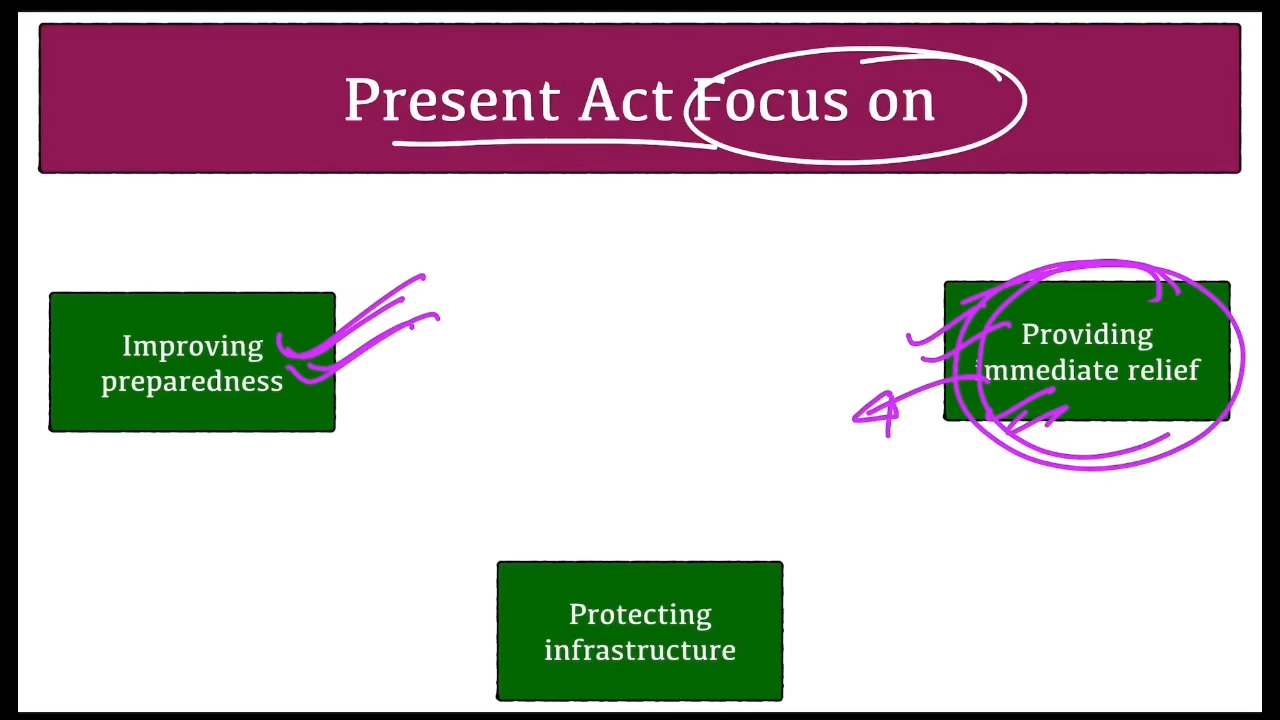 Present Act Focus on
Improving
preparedness
Providing
immediate relief
Protecting
infrastructure